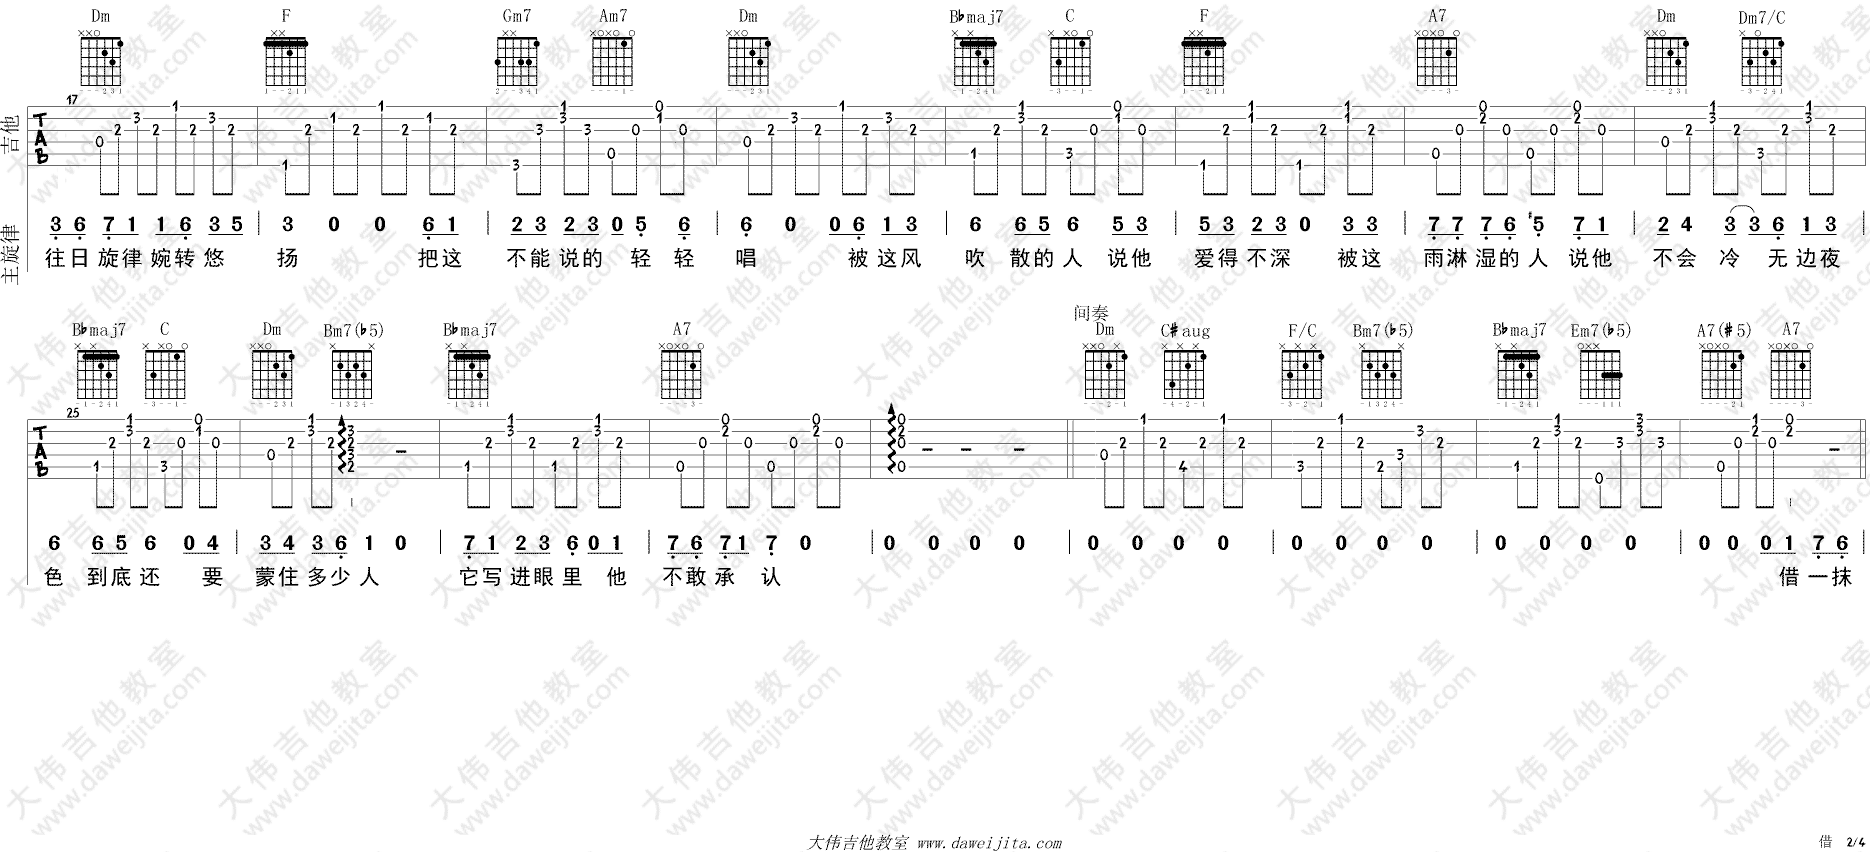 Dm F Gm7 Am7 Dm B♭maj7 C F A7 Dm Dm7/C
17
吉他
TAB
主旋律
3 6 7 1 1 6 3 5 | 3 0 0 6 1 | 2 3 2 3 0 5 6 | 6 0 0 6 1 3 | 6 6 5 6 5 3 | 5 3 2 3 0 3 3 | 7 7 7 6 #5 7 1 | 2 4 3 3 6 1 3
往日旋律婉转悠 扬 把这 不能说的 轻轻 唱 被这风 吹 散的人 说他 爱得不深 被这 雨淋湿的人 说他 不会 冷 无边夜
间奏
B♭maj7 C Dm Bm7(♭5) B♭maj7 A7 Dm C#aug F/C Bm7(♭5) B♭maj7 Em7(♭5) A7(#5) A7
25
TAB
6 6 5 6 0 4 | 3 4 3 6 1 0 | 7 1 2 3 6 0 1 | 7 6 7 1 7 0 | 0 0 0 0 | 0 0 0 0 | 0 0 0 0 | 0 0 0 0 | 0 0 0 1 7 6
色 到底还 要 蒙住多少人 它写进眼里 他 不敢承认 借一抹
大伟吉他教室 www.daweijita.com
借 2/4